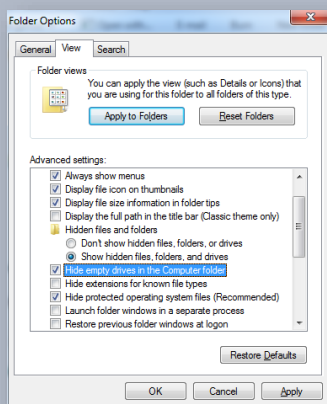 Folder Options
General View Search
Folder views
You can apply the view (such as Details or Icons) that
you are using for this folder to all folders of this type.
Apply to Folders Reset Folders
Advanced settings:
Always show menus
Display file icon on thumbnails
Display file size information in folder tips
Display the full path in the title bar (Classic theme only)
Hidden files and folders
Don't show hidden files, folders, or drives
Show hidden files, folders, and drives
Hide empty drives in the Computer folder
Hide extensions for known file types
Hide protected operating system files (Recommended)
Launch folder windows in a separate process
Restore previous folder windows at logon
Restore Defaults
OK Cancel Apply